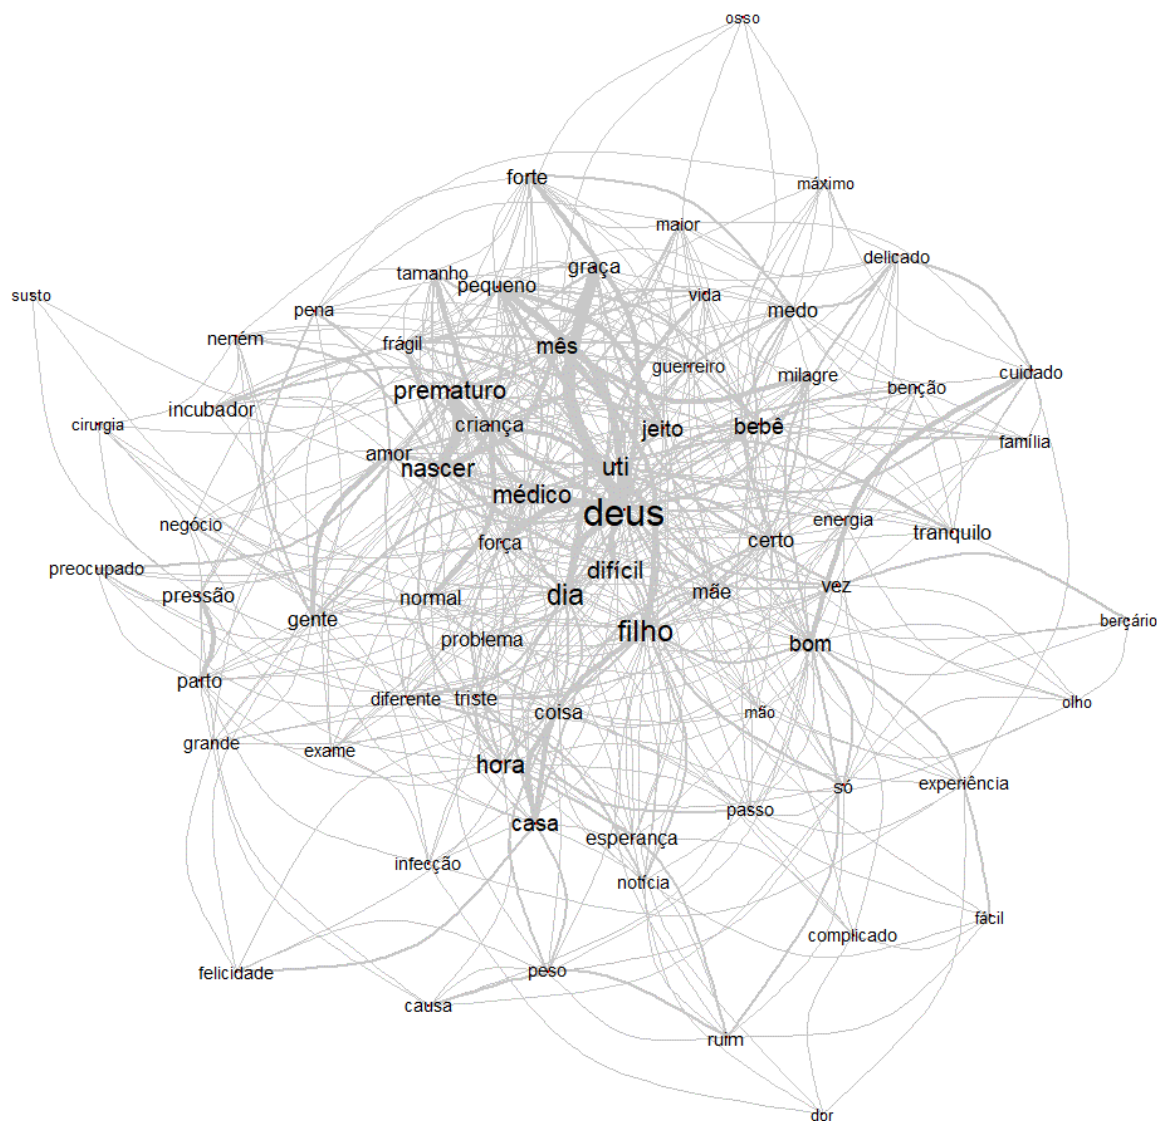 osso
forte
máximo
maior
delicado
graça
tamanho
pequeno
susto
vida
pena
medo
neném
frágil
mês
guerreiro
cuidado
milagre
benção
prematuro
incubador
cirurgia
criança
jeito
bebê
família
amor
nascer
uti
médico
deus
negócio
energia
tranquilo
força
certo
preocupado
difícil
pressão
normal
dia
mãe
vez
gente
berçário
problema
filho
bom
parto
diferente
triste
coisa
mão
olho
grande
exame
hora
só
experiência
passo
casa
esperança
infecção
notícia
fácil
complicado
felicidade
peso
causa
ruim
dor